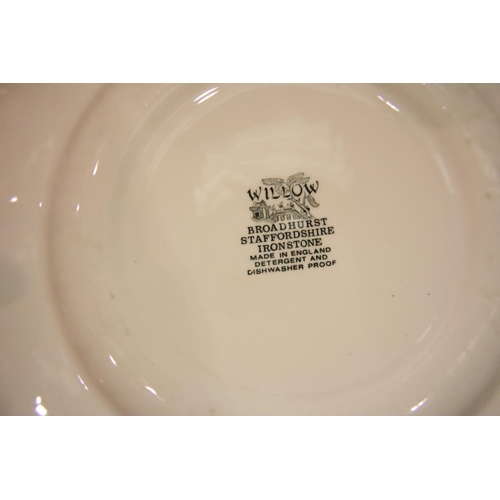 WILLOW
BROADHURST
STAFFORDSHIRE
IRONSTONE
MADE IN ENGLAND
DETERGENT AND
DISHWASHER PROOF